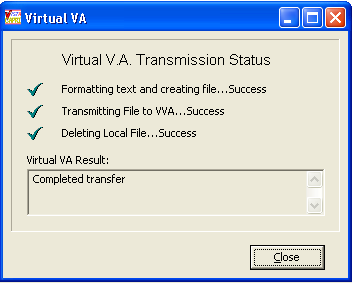 Virtual VA
Virtual V.A. Transmission Status
Formatting text and creating file...Success
Transmitting File to VVA...Success
Deleting Local File...Success
Virtual VA Result:
Completed transfer
Close